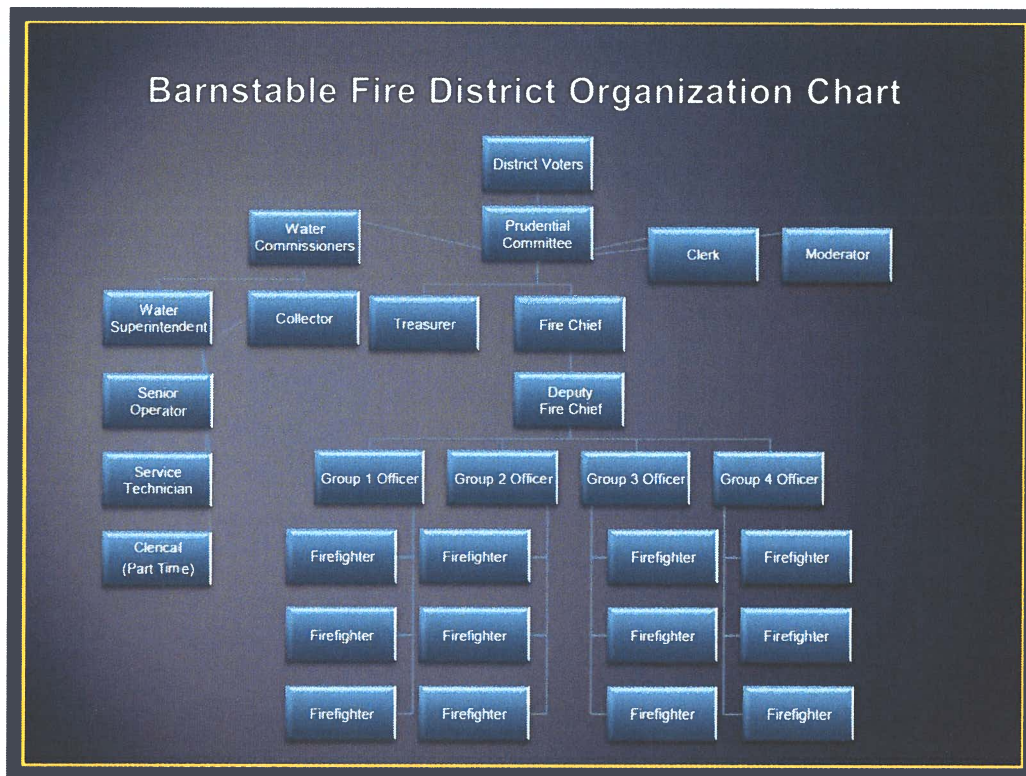 Barnstable Fire District Organization Chart
District Voters
Water
Commissioners
Prudential
Committee
Clerk
Moderator
Water
Superintendent
Collector
Treasurer
Fire Chief
Senior
Operator
Deputy
Fire Chief
Service
Technician
Group 1 Officer
Group 2 Officer
Group 3 Officer
Group 4 Officer
Clerical
(Part Time)
Firefighter
Firefighter
Firefighter
Firefighter
Firefighter
Firefighter
Firefighter
Firefighter
Firefighter
Firefighter
Firefighter
Firefighter